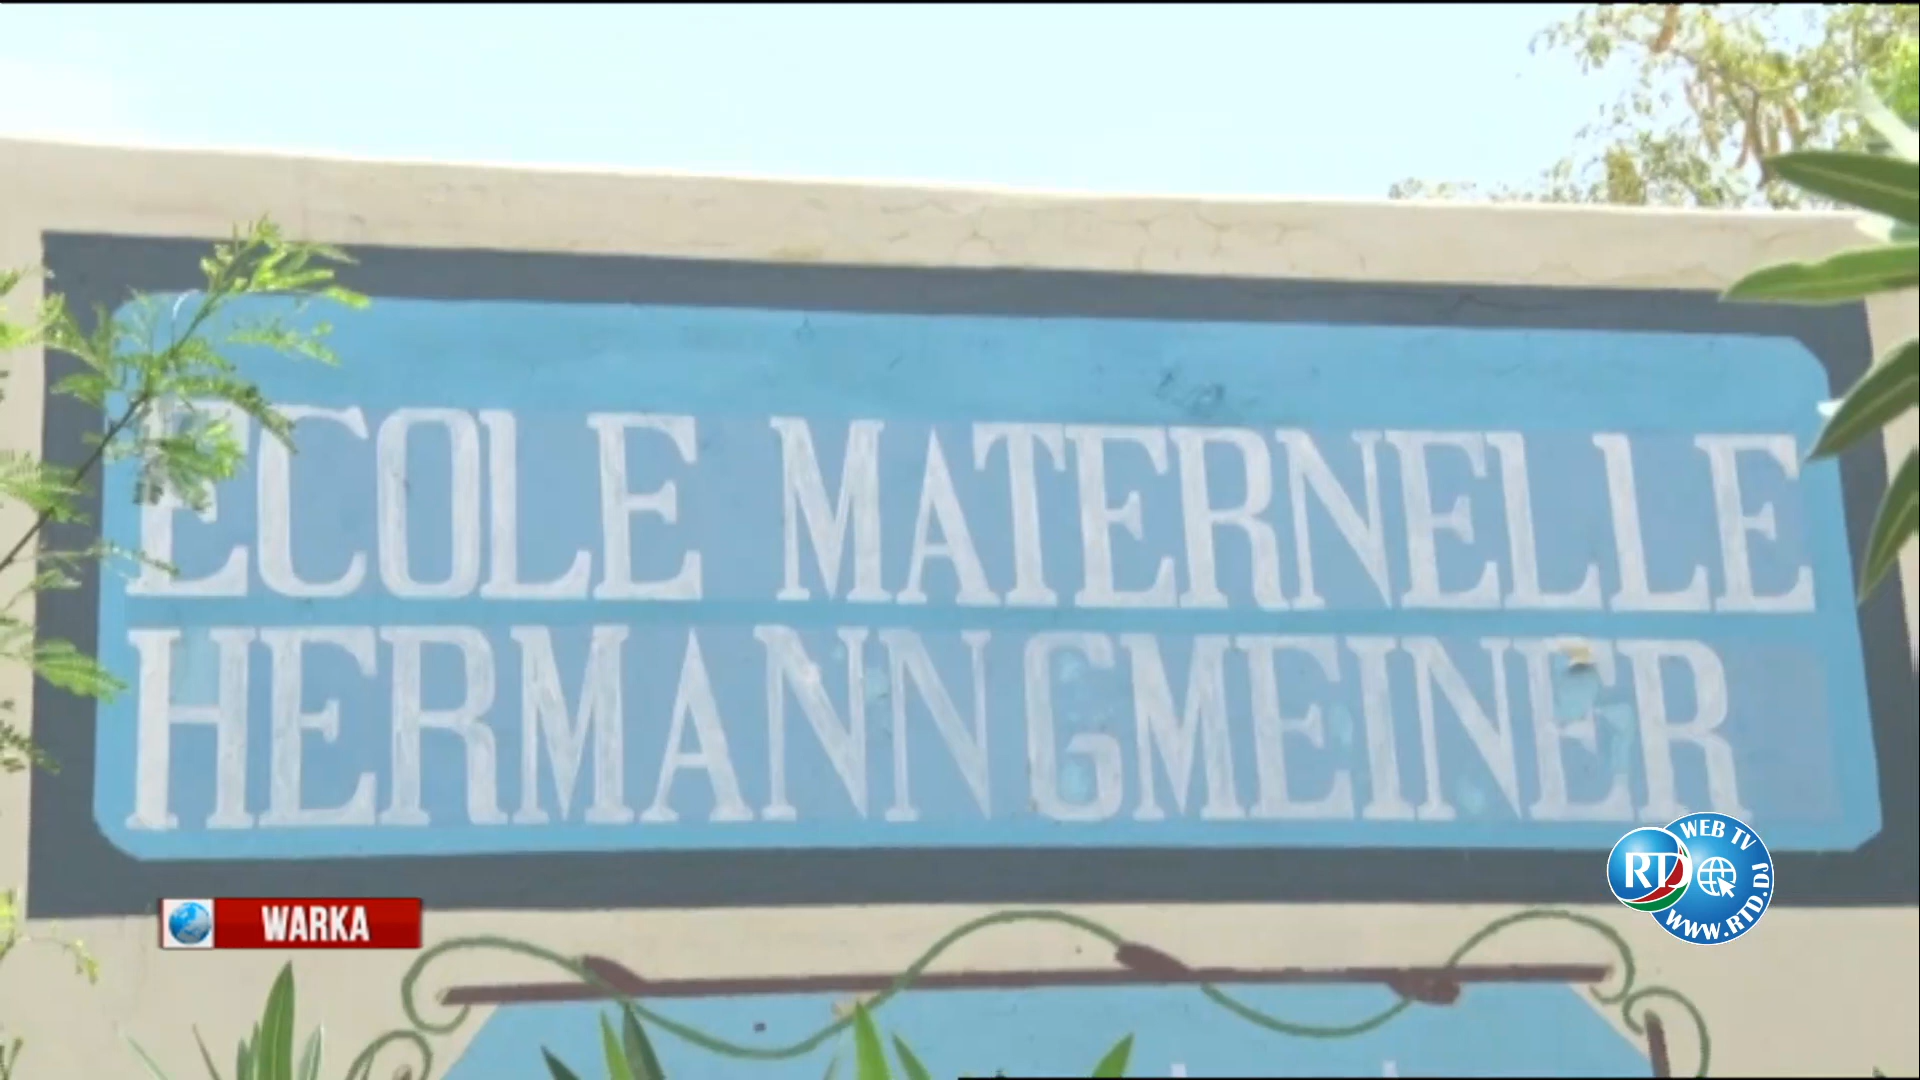 ECOLE MATERNELLE
HERMANN GMEINER
WARKA
WEB TV
RTD
WWW.RTD.DJ